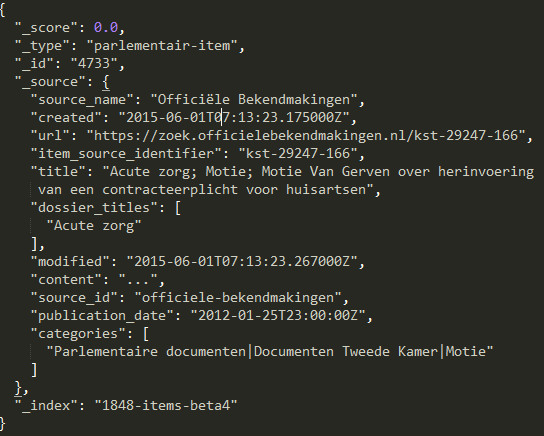 {
  "_score": 0.0,
  "_type": "parlementair-item",
  "_id": "4733",
  "_source": {
    "source_name": "Officiële Bekendmakingen",
    "created": "2015-06-01T07:13:23.175000Z",
    "url": "https://zoek.officielebekendmakingen.nl/kst-29247-166",
    "item_source_identifier": "kst-29247-166",
    "title": "Acute zorg; Motie; Motie Van Gerven over herinvoering
     van een contracteerplicht voor huisartsen",
    "dossier_titles": [
      "Acute zorg"
    ],
    "modified": "2015-06-01T07:13:23.267000Z",
    "content": "...",
    "source_id": "officiele-bekendmakingen",
    "publication_date": "2012-01-25T23:00:00Z",
    "categories": [
      "Parlementaire documenten|Documenten Tweede Kamer|Motie"
    ]
  },
  "_index": "1848-items-beta4"
}